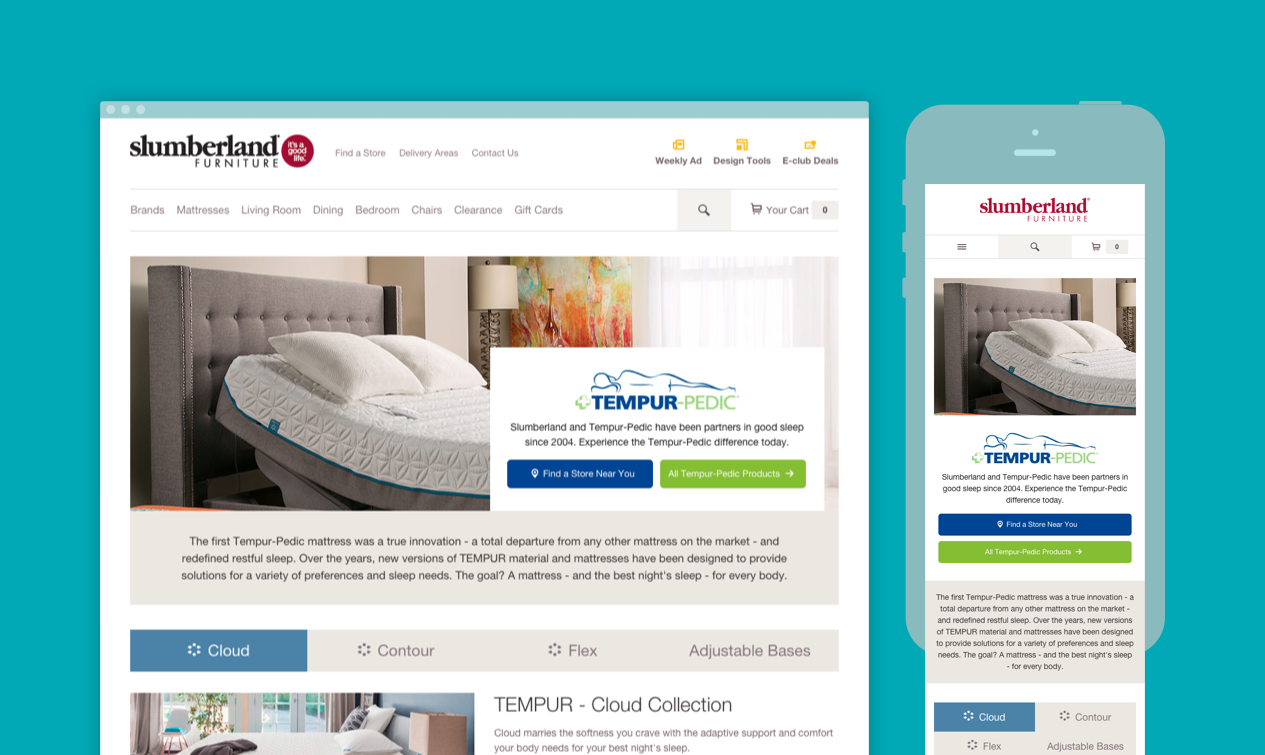 slumberland
FURNITURE
it's a
good
life.
Find a Store Delivery Areas Contact Us
Weekly Ad Design Tools E-club Deals
Brands Mattresses Living Room Dining Bedroom Chairs Clearance Gift Cards
Your Cart 0
TEMPUR-PEDIC
Slumberland and Tempur-Pedic have been partners in good sleep
since 2004. Experience the Tempur-Pedic difference today.
Find a Store Near You
All Tempur-Pedic Products →
The first Tempur-Pedic mattress was a true innovation - a total departure from any other mattress on the market - and
redefined restful sleep. Over the years, new versions of TEMPUR material and mattresses have been designed to provide
solutions for a variety of preferences and sleep needs. The goal? A mattress - and the best night's sleep - for every body.
Cloud Contour Flex Adjustable Bases
TEMPUR - Cloud Collection
Cloud marries the softness you crave with the adaptive support and comfort
your body needs for your best night's sleep.
slumberland
FURNITURE
0
TEMPUR-PEDIC
Slumberland and Tempur-Pedic have been partners in
good sleep since 2004. Experience the Tempur-Pedic
difference today.
Find a Store Near You
All Tempur-Pedic Products →
The first Tempur-Pedic mattress was a true innovation - a
total departure from any other mattress on the market -
and redefined restful sleep. Over the years, new versions
of TEMPUR material and mattresses have been designed
to provide solutions for a variety of preferences and sleep
needs. The goal? A mattress - and the best night's sleep
- for every body.
Cloud Contour
Flex Adjustable Bases